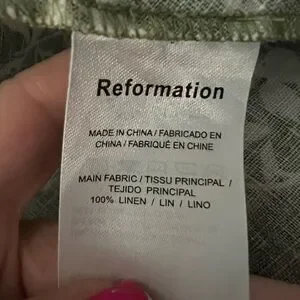 Reformation
MADE IN CHINA / FABRICADO EN
CHINA / FABRIQUÉ EN CHINE
MAIN FABRIC / TISSU PRINCIPAL /
TEJIDO PRINCIPAL
100% LINEN / LIN / LINO